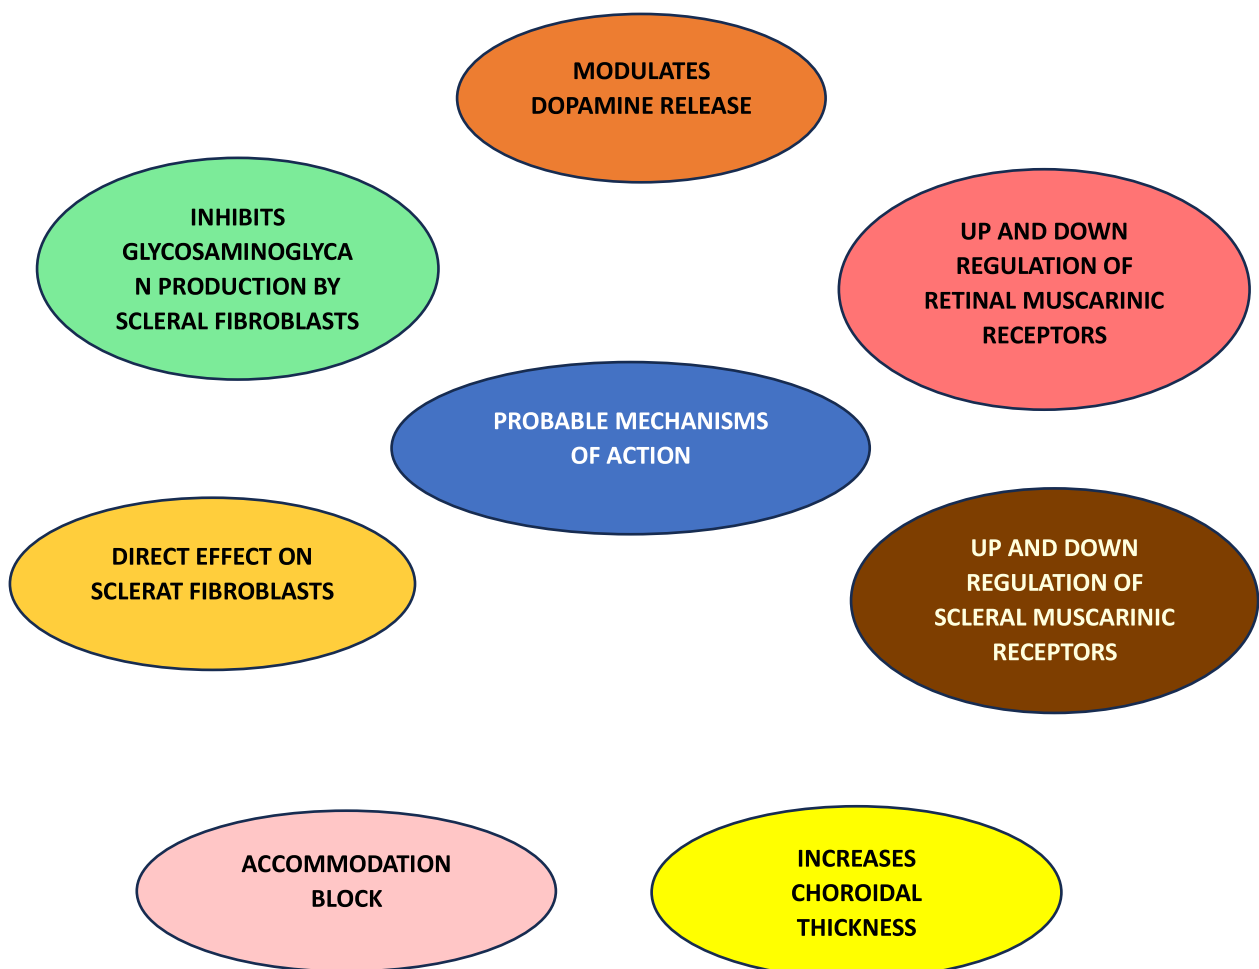 MODULATES
DOPAMINE RELEASE
INHIBITS
GLYCOSAMINOGLYCA
N PRODUCTION BY
SCLERAL FIBROBLASTS
UP AND DOWN
REGULATION OF
RETINAL MUSCARINIC
RECEPTORS
PROBABLE MECHANISMS
OF ACTION
DIRECT EFFECT ON
SCLERAT FIBROBLASTS
UP AND DOWN
REGULATION OF
SCLERAL MUSCARINIC
RECEPTORS
ACCOMMODATION
BLOCK
INCREASES
CHOROIDAL
THICKNESS